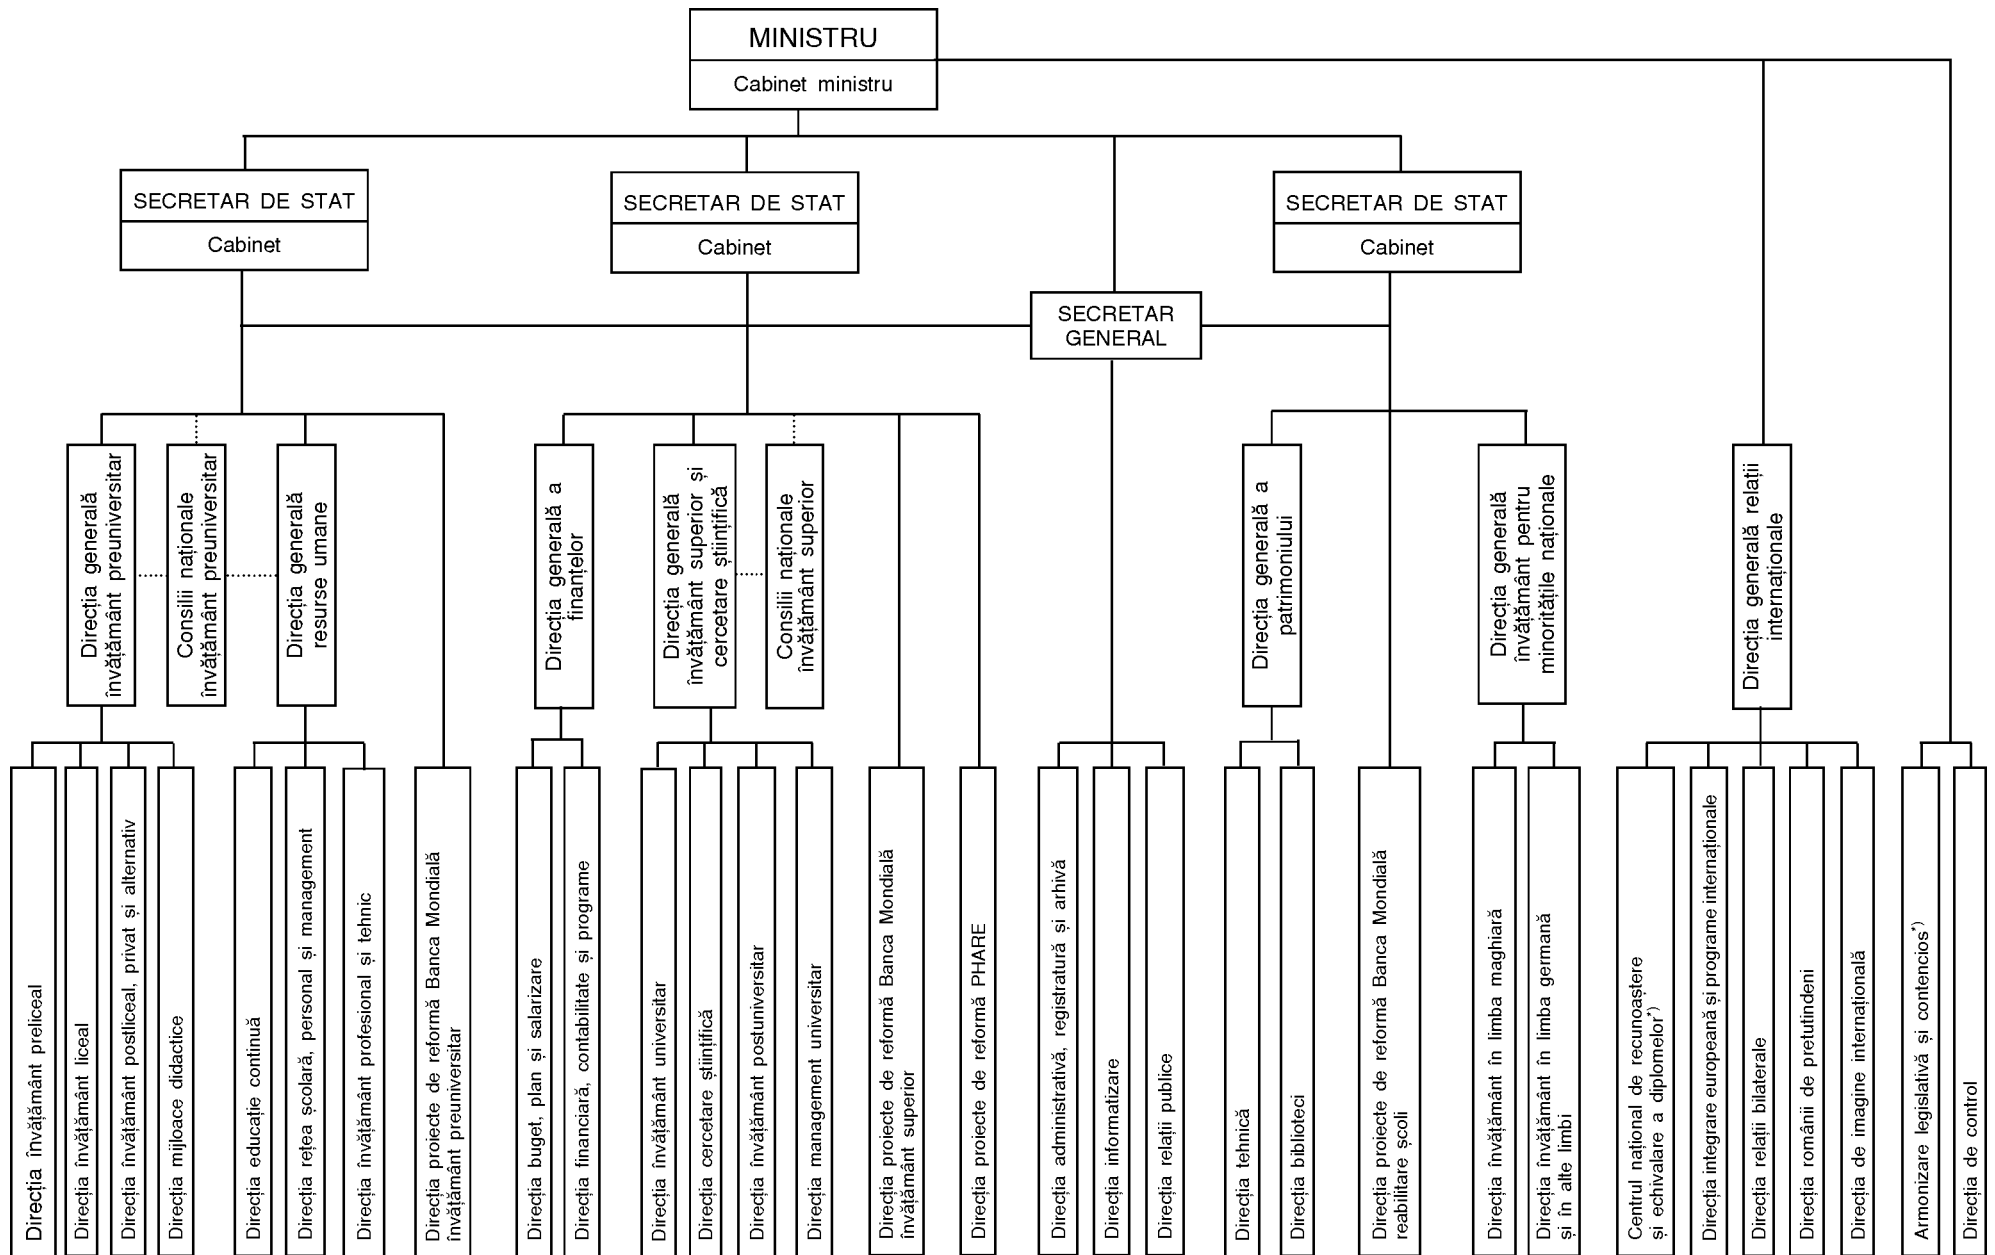 MINISTRU
Cabinet ministru
SECRETAR DE STAT
Cabinet
SECRETAR DE STAT
Cabinet
SECRETAR DE STAT
Cabinet
SECRETAR
GENERAL
Direcția generală
învățământ preuniversitar
Consilii naționale
învățământ preuniversitar
Direcția generală
resurse umane
Direcția generală a
finanțelor
Direcția generală
învățământ superior și
cercetare științifică
Consilii naționale
învățământ superior
Direcția generală a
patrimoniului
Direcția generală
învățământ pentru
minoritățile naționale
Direcția generală relații
internaționale
Direcția învățământ preliceal
Direcția învățământ liceal
Direcția învățământ postliceal, privat și alternativ
Direcția mijloace didactice
Direcția educație continuă
Direcția rețea școlară, personal și management
Direcția învățământ profesional și tehnic
Direcția proiecte de reformă Banca Mondială
învățământ preuniversitar
Direcția buget, plan și salarizare
Direcția financiară, contabilitate și programe
Direcția învățământ universitar
Direcția cercetare științifică
Direcția învățământ postuniversitar
Direcția management universitar
Direcția proiecte de reformă Banca Mondială
învățământ superior
Direcția proiecte de reformă PHARE
Direcția administrativă, registratură și arhivă
Direcția informatizare
Direcția relații publice
Direcția tehnică
Direcția biblioteci
Direcția proiecte de reformă Banca Mondială
reabilitare școli
Direcția învățământ în limba maghiară
Direcția învățământ în limba germană
și în alte limbi
Centrul național de recunoaștere
și echivalare a diplomelor*)
Direcția integrare europeană și programe internaționale
Direcția relații bilaterale
Direcția românii de pretutindeni
Direcția de imagine internațională
Armonizare legislativă și contencios*)
Direcția de control